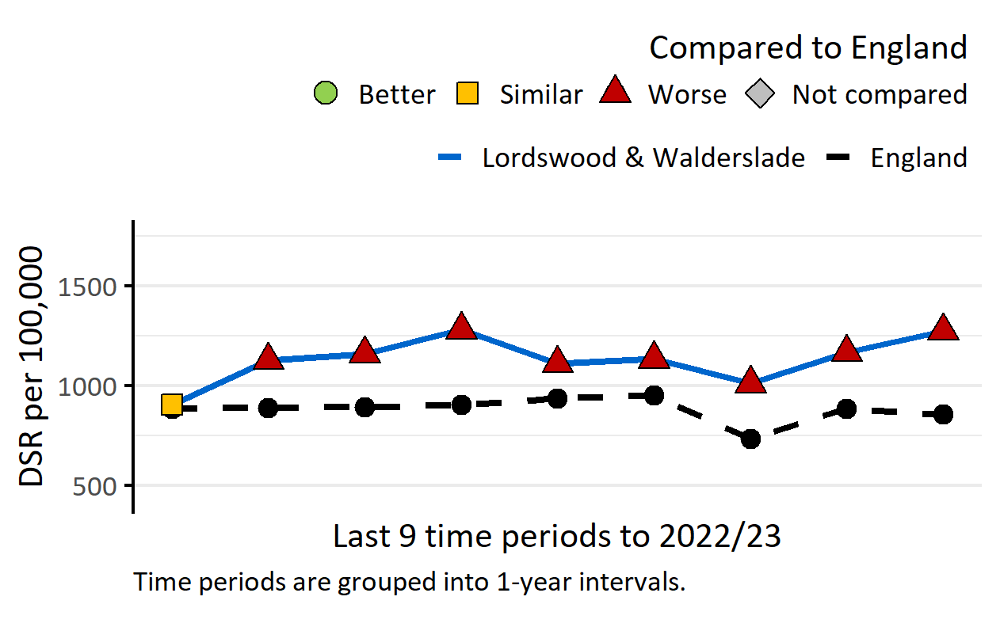 Compared to England
Better Similar Worse Not compared
Lordswood & Walderslade England
DSR per 100,000
1500
1000
500
Last 9 time periods to 2022/23
Time periods are grouped into 1-year intervals.